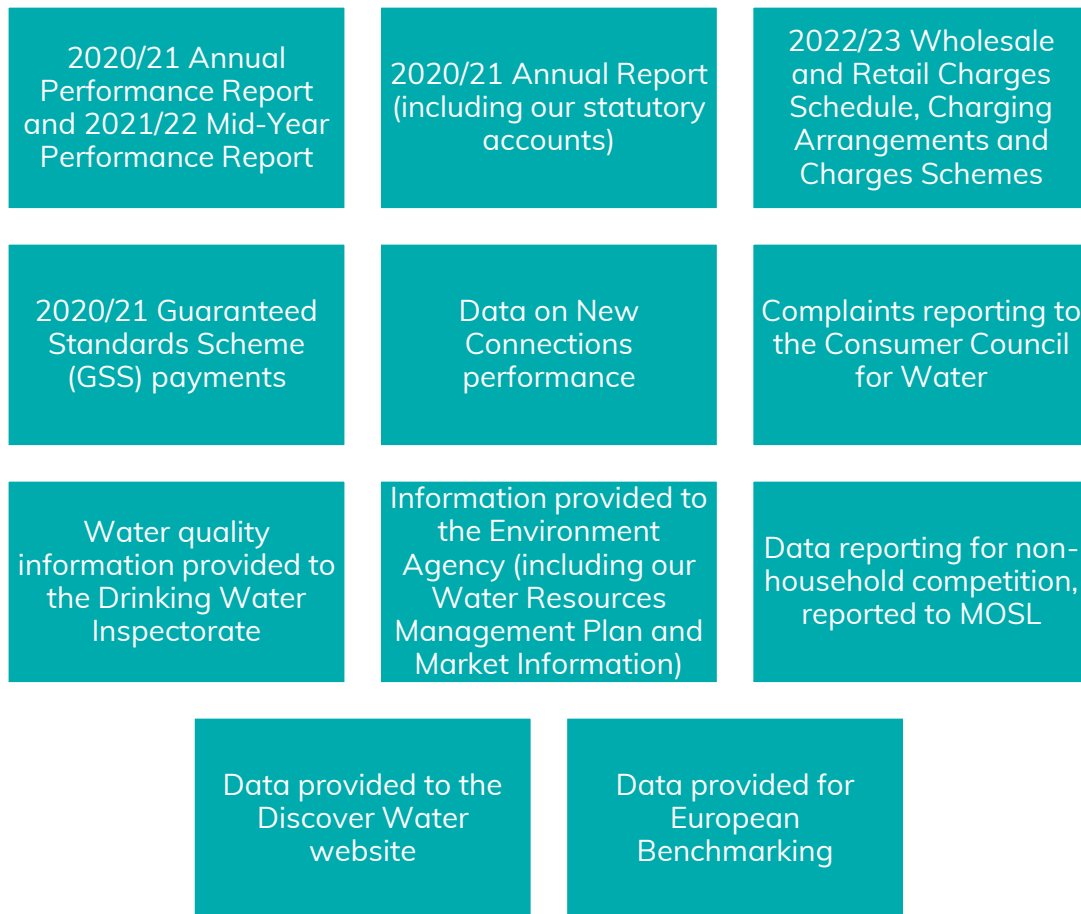 2020/21 Annual
Performance Report
and 2021/22 Mid-Year
Performance Report
2020/21 Annual Report
(including our statutory
accounts)
2022/23 Wholesale
and Retail Charges
Schedule, Charging
Arrangements and
Charges Schemes
2020/21 Guaranteed
Standards Scheme
(GSS) payments
Data on New
Connections
performance
Complaints reporting to
the Consumer Council
for Water
Water quality
information provided to
the Drinking Water
Inspectorate
Information provided to
the Environment
Agency (including our
Water Resources
Management Plan and
Market Information)
Data reporting for non-
household competition,
reported to MOSL
Data provided to the
Discover Water
website
Data provided for
European
Benchmarking